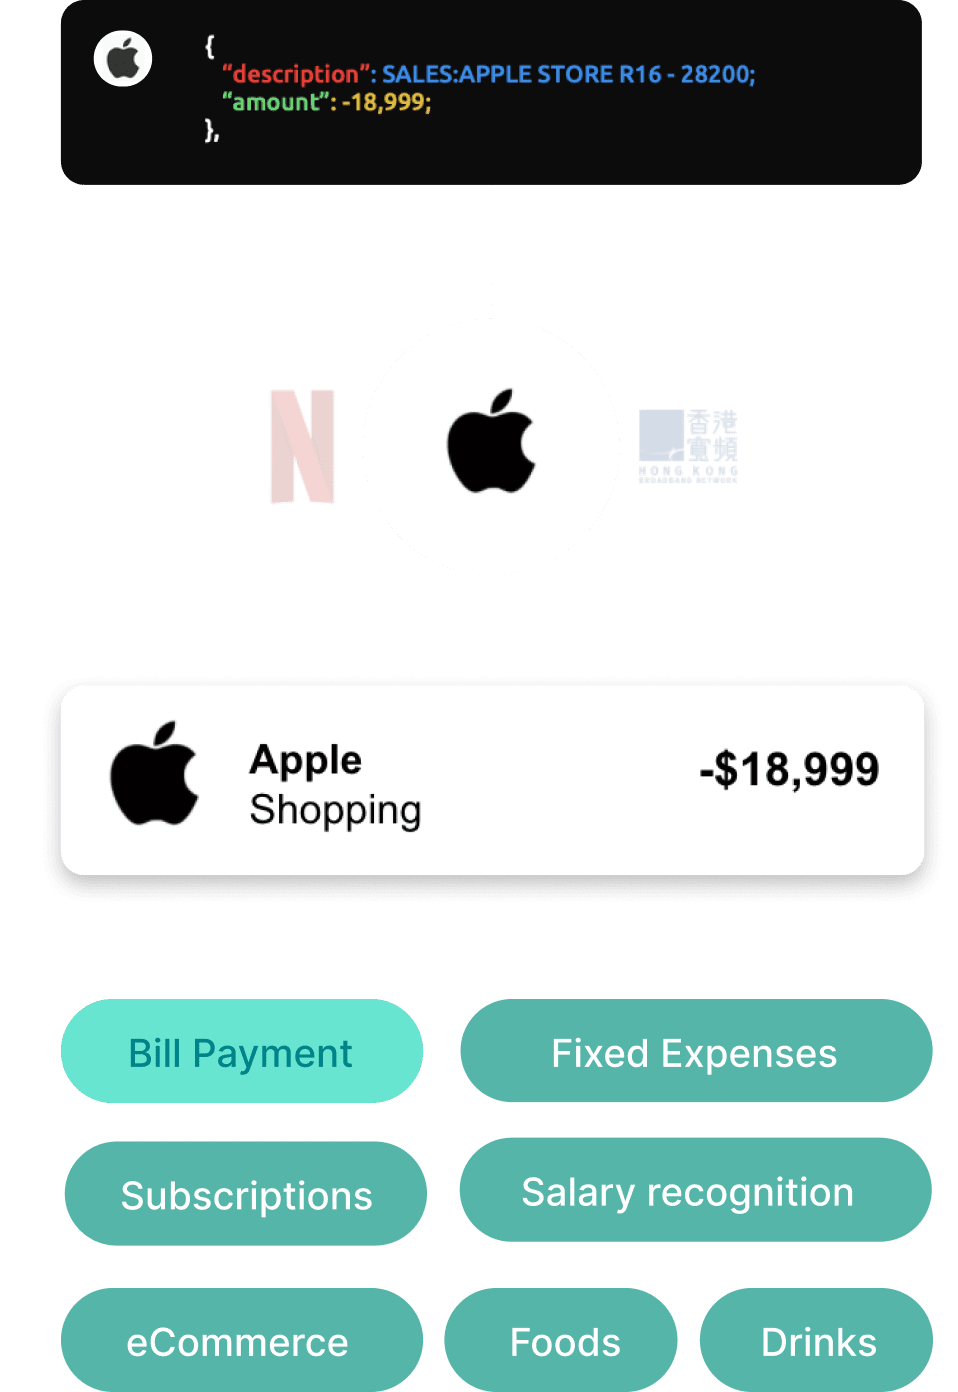 {
“description”: SALES:APPLE STORE R16 - 28200;
“amount”: -18,999;
},
N
香港
寬頻
HONG KONG
BROADBAND NETWORK
Apple
-$18,999
Shopping
Bill Payment
Fixed Expenses
Subscriptions
Salary recognition
eCommerce
Foods
Drinks